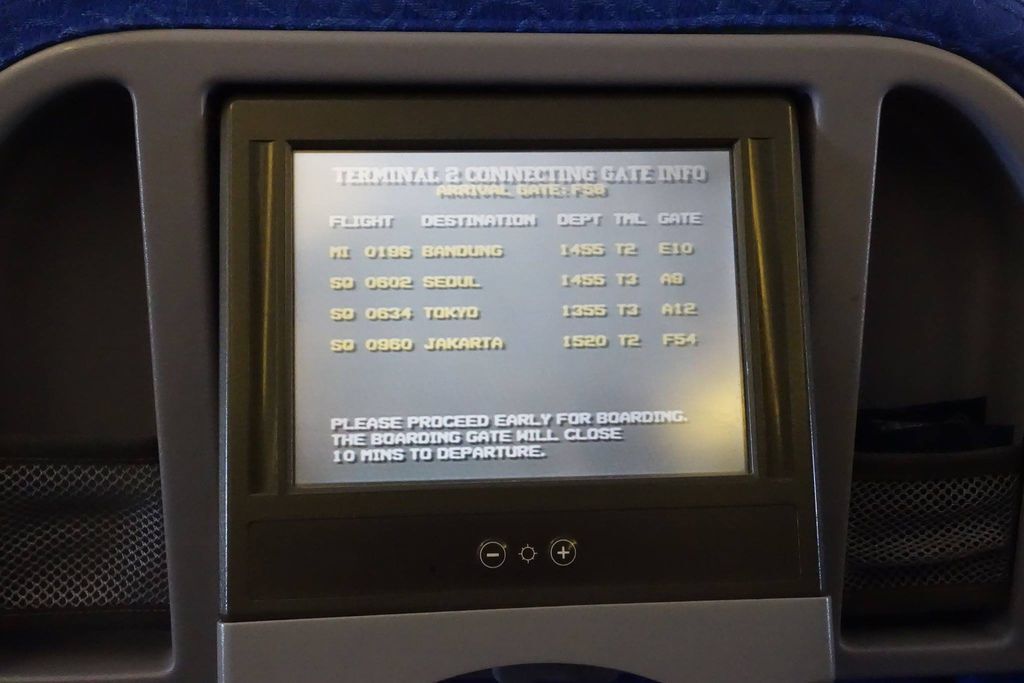 TERMINAL 2 CONNECTING GATE INFO
ARRIVAL GATE: F50
FLIGHT DESTINATION DEPT TML GATE
MI 0196 BANDUNG 1455 T2 E10
SQ 0602 SEOUL 1455 T3 A9
SQ 0634 TOKYO 1355 T3 A12
SQ 0960 JAKARTA 1520 T2 F54
PLEASE PROCEED EARLY FOR BOARDING.
THE BOARDING GATE WILL CLOSE
10 MINS TO DEPARTURE.